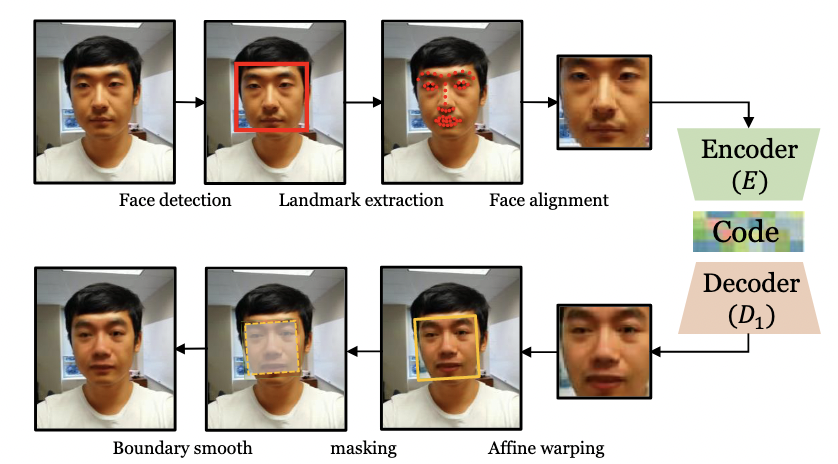 Face detection
Landmark extraction
Face alignment
Encoder
(E)
Code
Decoder
(D₁)
Boundary smooth
masking
Affine warping